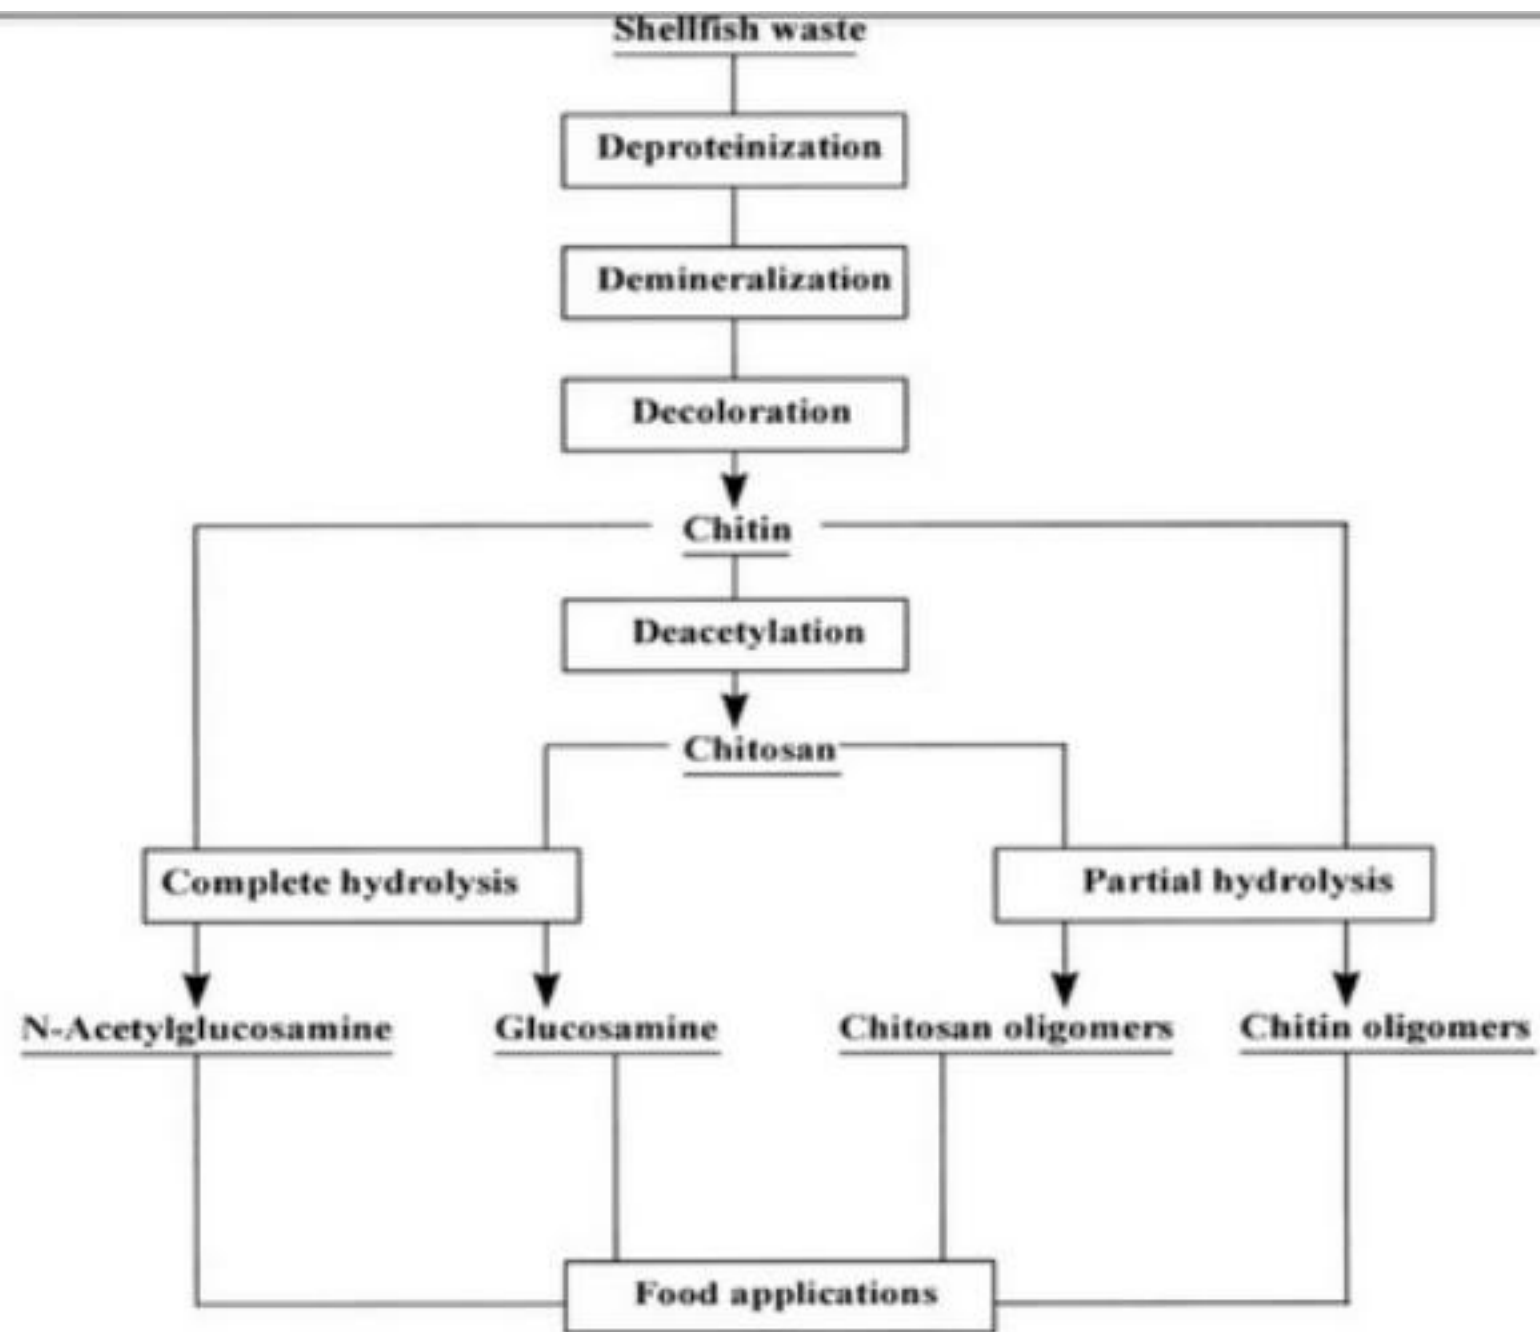 Shellfish waste
Deproteinization
Demineralization
Decoloration
Chitin
Deacetylation
Chitosan
Complete hydrolysis
Partial hydrolysis
N-Acetylglucosamine
Glucosamine
Chitosan oligomers
Chitin oligomers
Food applications